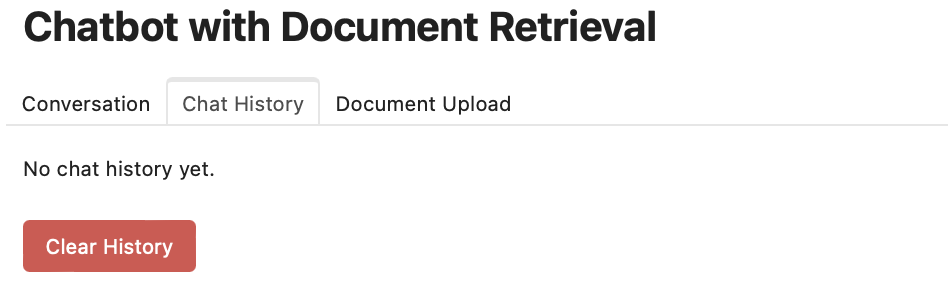 Chatbot with Document Retrieval
Conversation Chat History Document Upload
No chat history yet.
Clear History